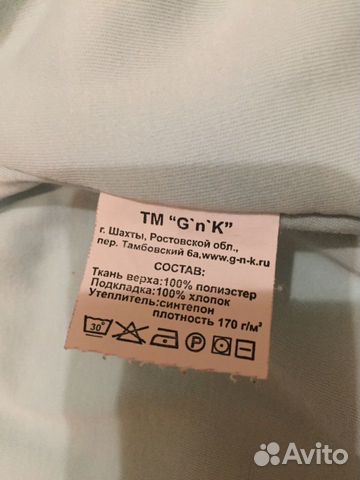 ТМ "G`n`K"
г. Шахты, Ростовской обл.,
пер. Тамбовский 6а,www.g-n-k.ru
СОСТАВ:
Ткань верха:100% полиэстер
Подкладка:100% хлопок
Утеплитель:синтепон
плотность 170 г/м²
30°
P
Avito